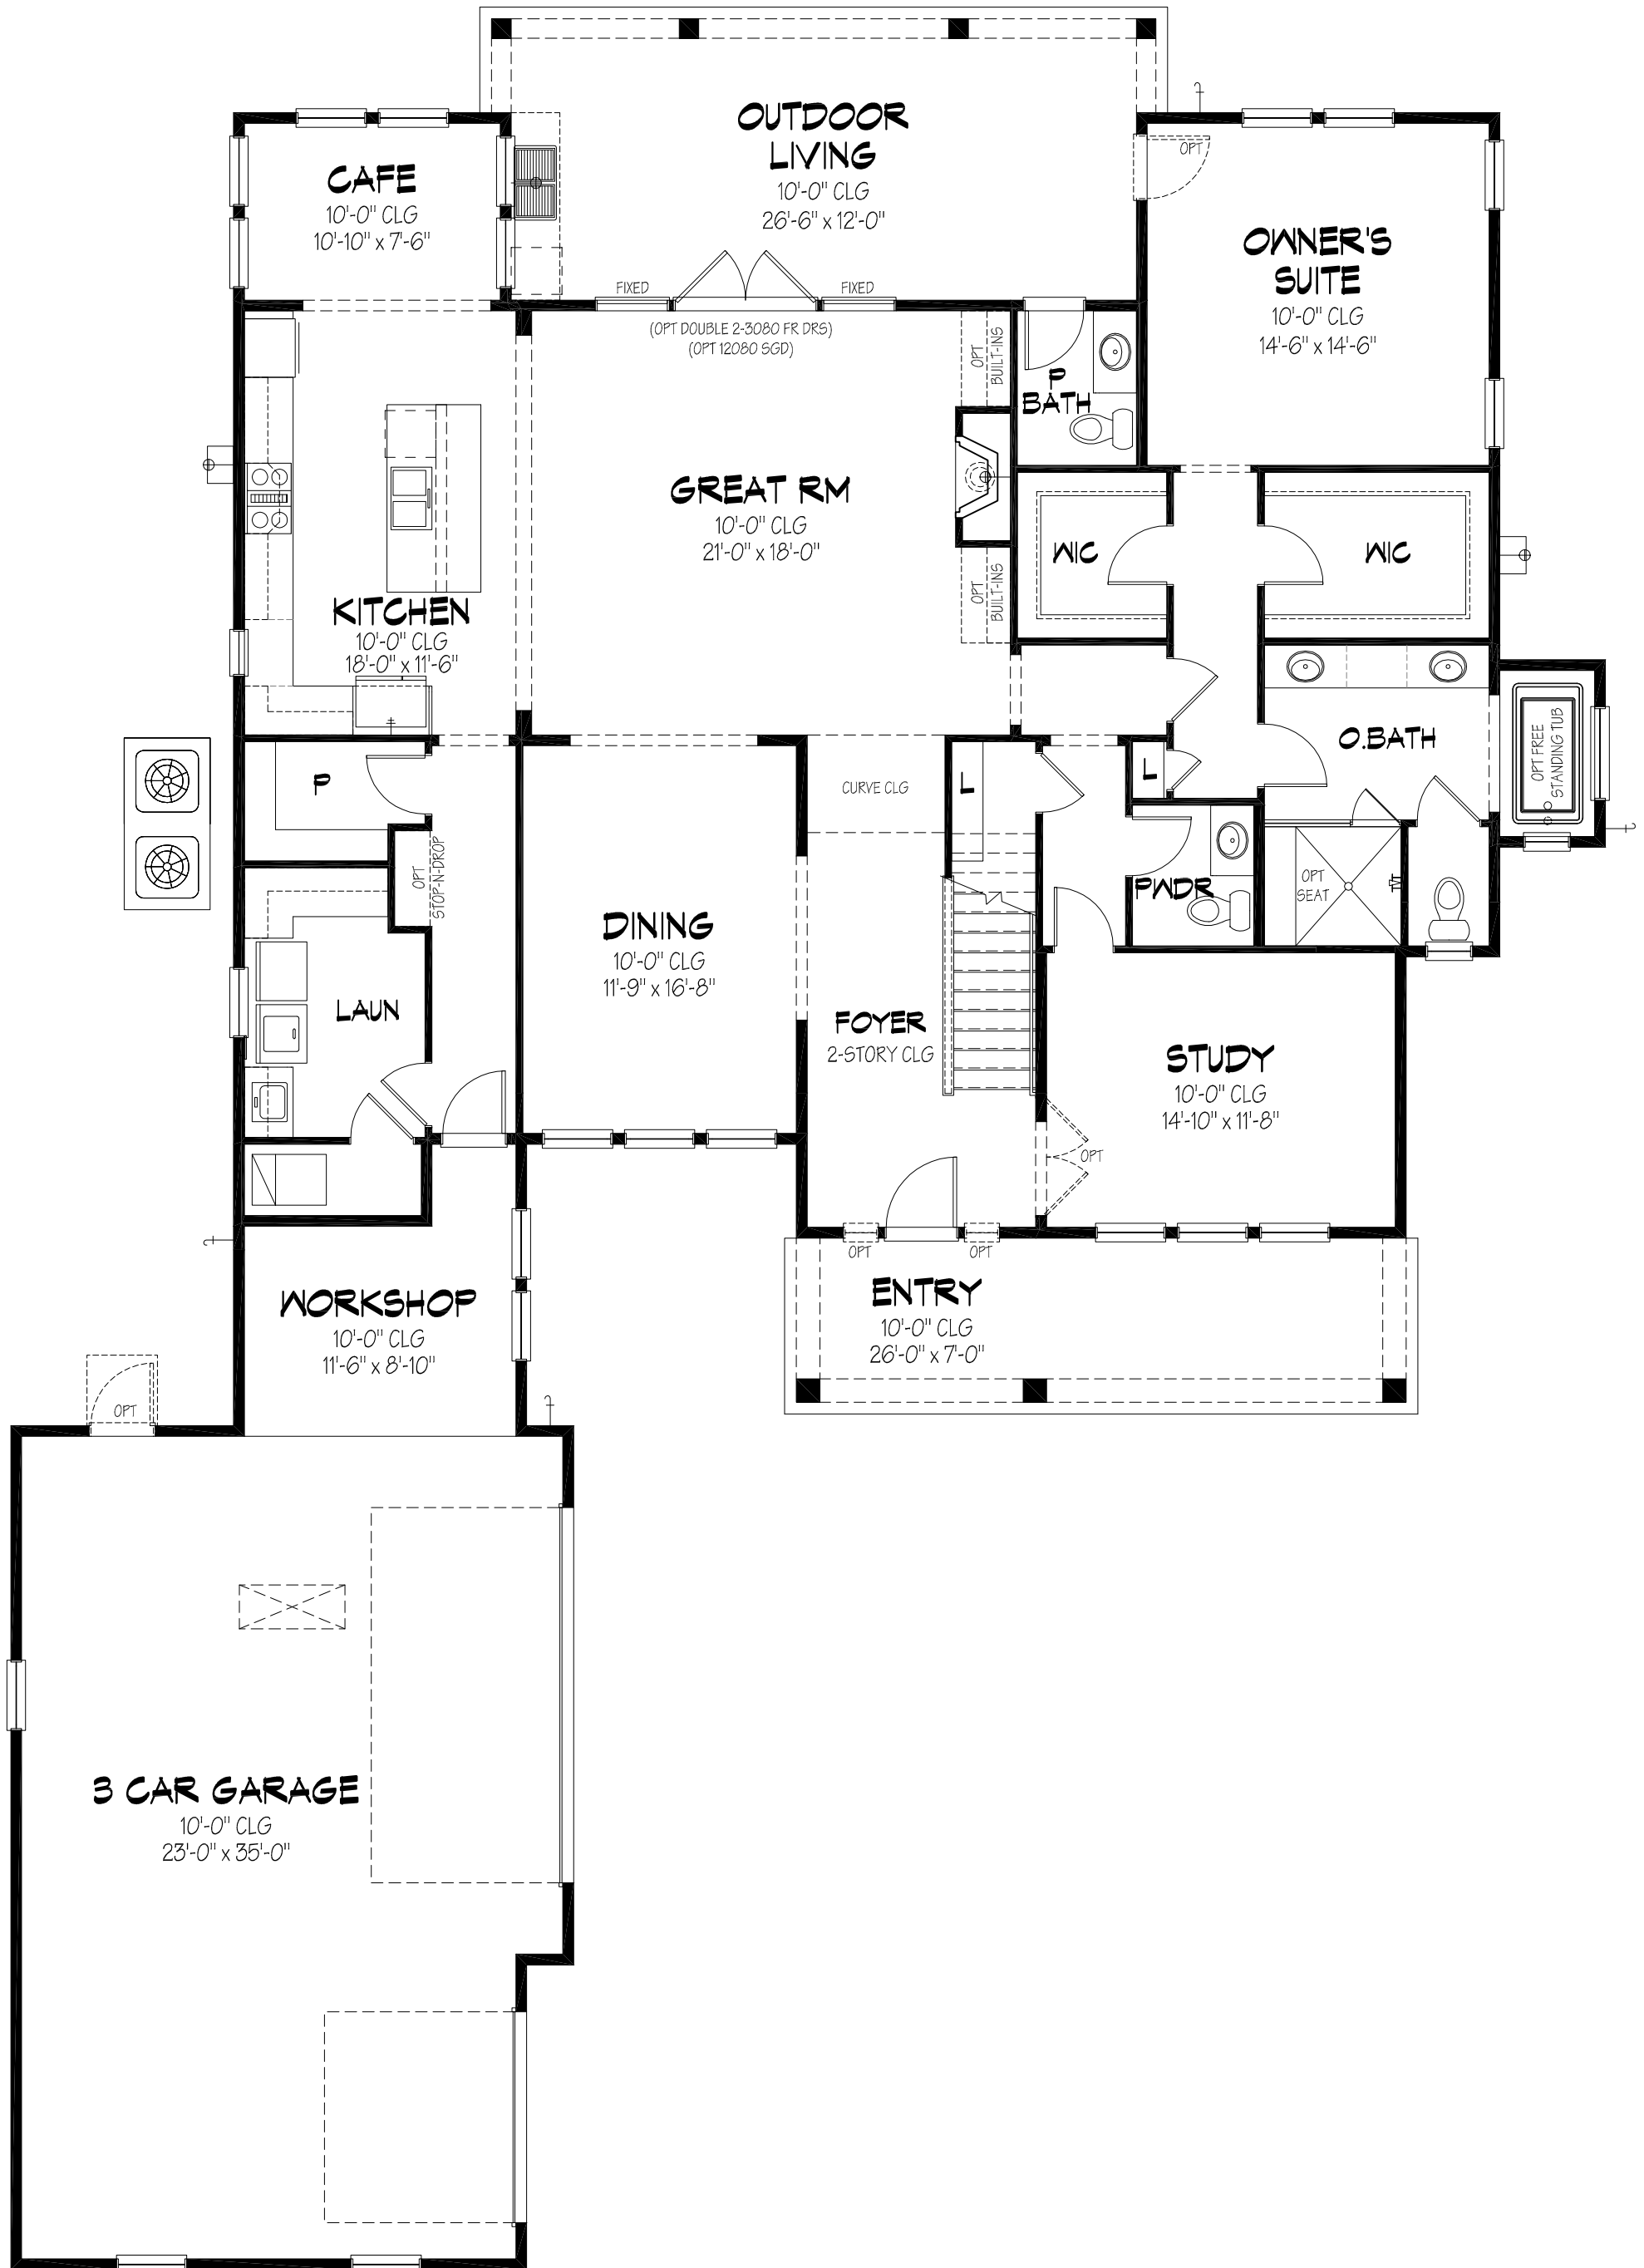 OUTDOOR
LIVING
10'-0" CLG
26'-6" x 12'-0"
CAFE
10'-0" CLG
10'-10" x 7'-6"
OPT
OWNER'S
SUITE
10'-0" CLG
14'-6" x 14'-6"
FIXED
FIXED
(OPT DOUBLE 2-3080 FR DRS)
(OPT 12080 SGD)
OPT
BUILT-INS
P
BATH
GREAT RM
10'-0" CLG
21'-0" x 18'-0"
WIC
WIC
OPT
BUILT-INS
KITCHEN
10'-0" CLG
18'-0" x 11'-6"
O.BATH
OPT FREE
STANDING TUB
P
CURVE CLG
L
L
OPT
STOP-N-DROP
OPT
SEAT
PWDR
DINING
10'-0" CLG
11'-9" x 16'-8"
LAUN
FOYER
2-STORY CLG
STUDY
10'-0" CLG
14'-10" x 11'-8"
OPT
OPT
OPT
ENTRY
10'-0" CLG
26'-0" x 7'-0"
WORKSHOP
10'-0" CLG
11'-6" x 8'-10"
OPT
3 CAR GARAGE
10'-0" CLG
23'-0" x 35'-0"